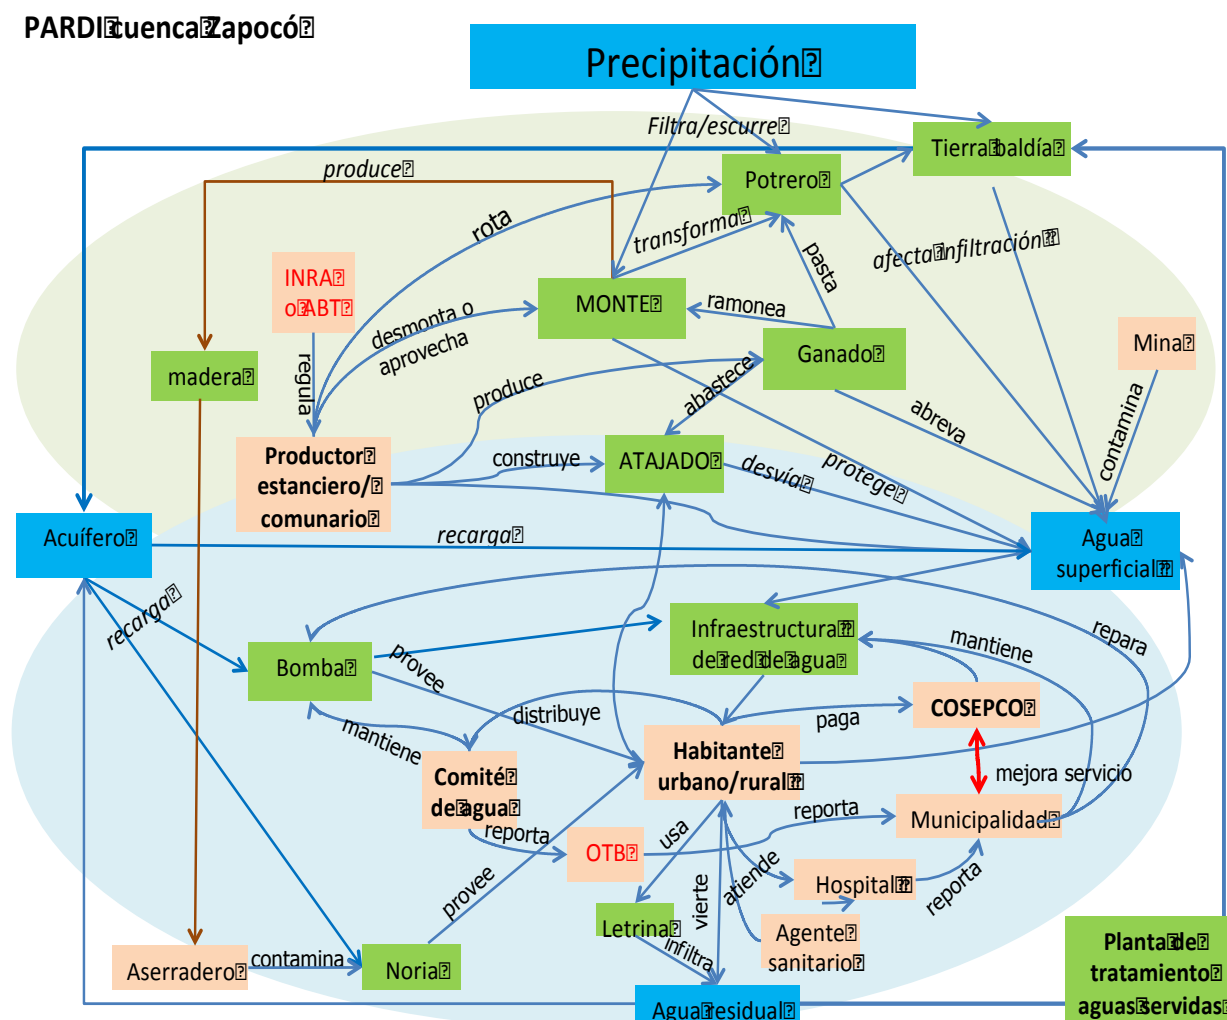 PARDI cuenca Zapocó
Precipitación
Filtra/escurre
Tierra baldía
produce
Potrero
rota
transforma
pasta
afecta infiltración
INRA
o ABT
MONTE
ramonea
desmonta o
aprovecha
Ganado
Mina
madera
regula
produce
abastece
abreva
contamina
Productor
estanciero/
comunario
construye
ATAJADO
desvía
protege
Acuífero
recarga
Agua
superficial
recarga
Bomba
provee
Infraestructura
de red de agua
mantiene
repara
mantiene
distribuye
paga
COSEPCO
Comité
de agua
Habitante
urbano/rural
mejora servicio
reporta
OTB
reporta
Municipalidad
usa
provee
vierte
atiende
Hospital
reporta
Letrina
infiltra
Agente
sanitario
Aserradero
contamina
Noria
Agua residual
Planta de
tratamiento
aguas servidas